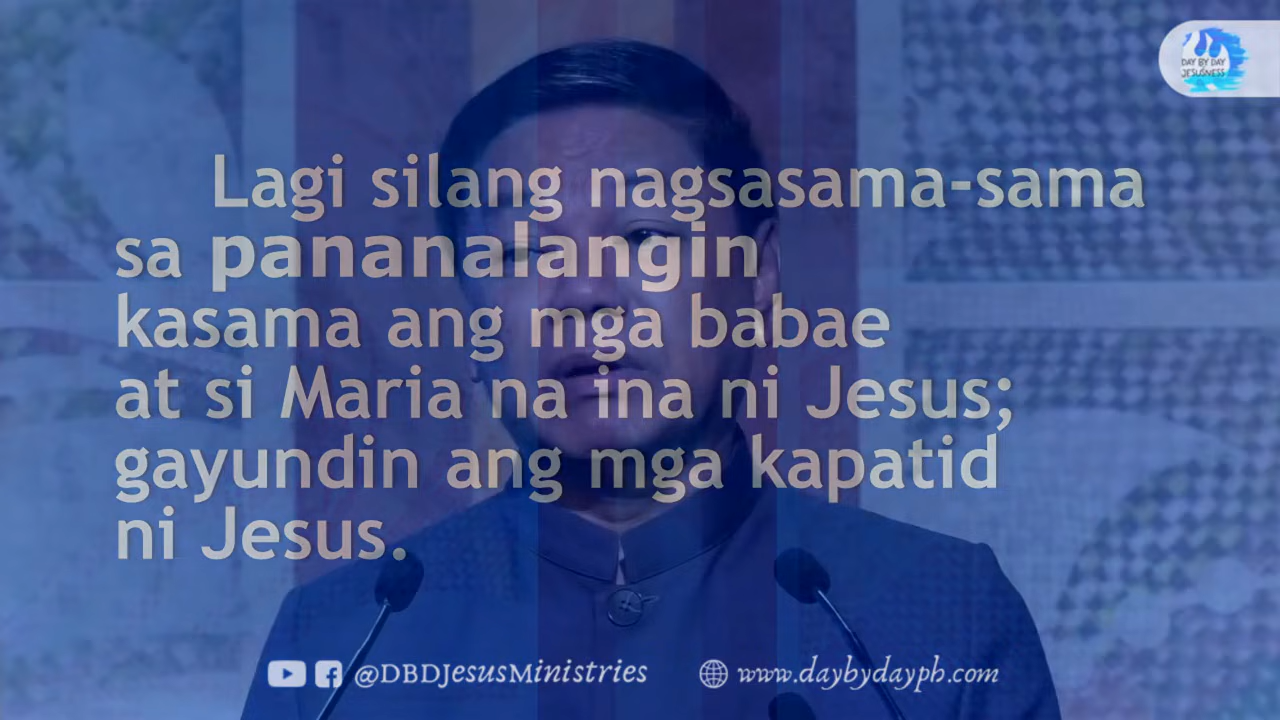 DAY BY DAY
JESUSNESS
Lagi silang nagsasama-sama
sa pananalangin
kasama ang mga babae
at si Maria na ina ni Jesus;
gayundin ang mga kapatid
ni Jesus.
@DBDJesusMinistries
www.daybydayph.com